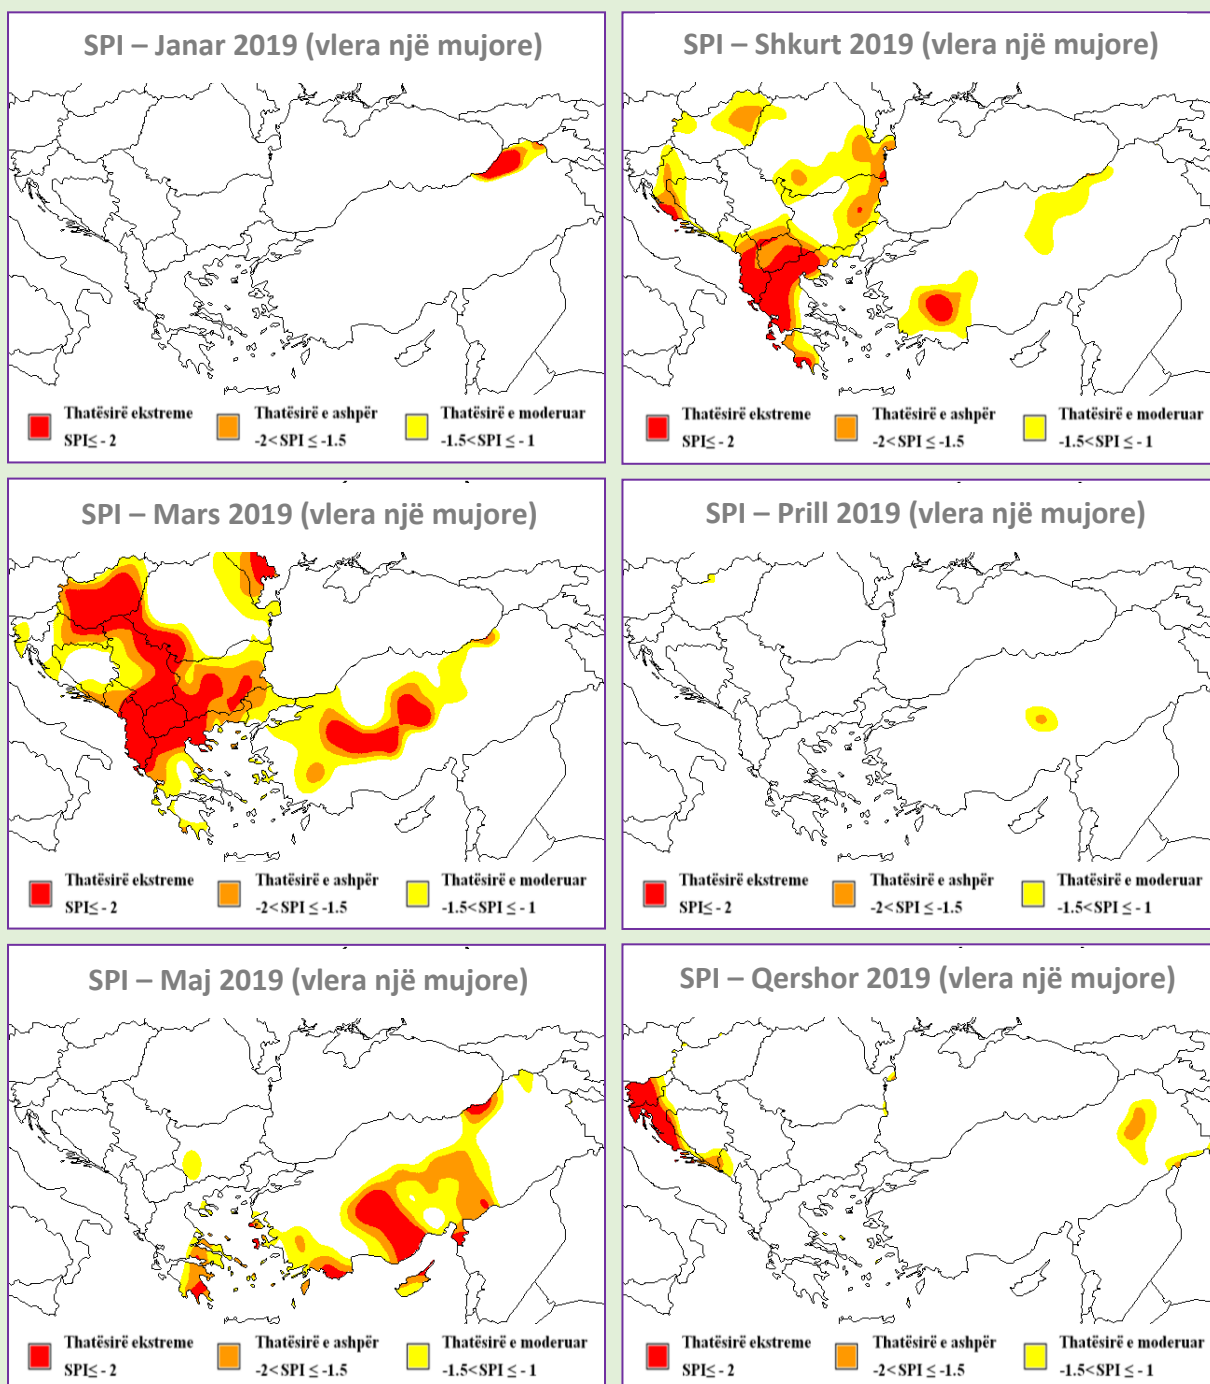 SPI – Janar 2019 (vlera një mujore)
Thatësirë ekstreme
SPI≤ - 2
Thatësirë e ashpër
-2< SPI ≤ -1.5
Thatësirë e moderuar
-1.5<SPI ≤ - 1
SPI – Shkurt 2019 (vlera një mujore)
Thatësirë ekstreme
SPI≤ - 2
Thatësirë e ashpër
-2< SPI ≤ -1.5
Thatësirë e moderuar
-1.5<SPI ≤ - 1
SPI – Mars 2019 (vlera një mujore)
Thatësirë ekstreme
SPI≤ - 2
Thatësirë e ashpër
-2< SPI ≤ -1.5
Thatësirë e moderuar
-1.5<SPI ≤ - 1
SPI – Prill 2019 (vlera një mujore)
Thatësirë ekstreme
SPI≤ - 2
Thatësirë e ashpër
-2< SPI ≤ -1.5
Thatësirë e moderuar
-1.5<SPI ≤ - 1
SPI – Maj 2019 (vlera një mujore)
Thatësirë ekstreme
SPI≤ - 2
Thatësirë e ashpër
-2< SPI ≤ -1.5
Thatësirë e moderuar
-1.5<SPI ≤ - 1
SPI – Qershor 2019 (vlera një mujore)
Thatësirë ekstreme
SPI≤ - 2
Thatësirë e ashpër
-2< SPI ≤ -1.5
Thatësirë e moderuar
-1.5<SPI ≤ - 1